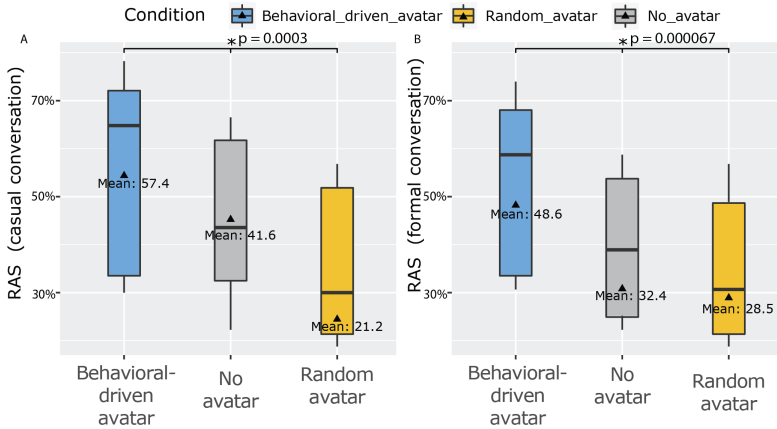 Condition Behavioral_driven_avatar Random_avatar No_avatar
A
* p = 0.0003
RAS (casual conversation)
70%
50%
30%
Mean: 57.4
Mean: 41.6
Mean: 21.2
Behavioral-
driven
avatar
No
avatar
Random
avatar
B
* p = 0.000067
RAS (formal conversation)
70%
50%
30%
Mean: 48.6
Mean: 32.4
Mean: 28.5
Behavioral-
driven
avatar
No
avatar
Random
avatar